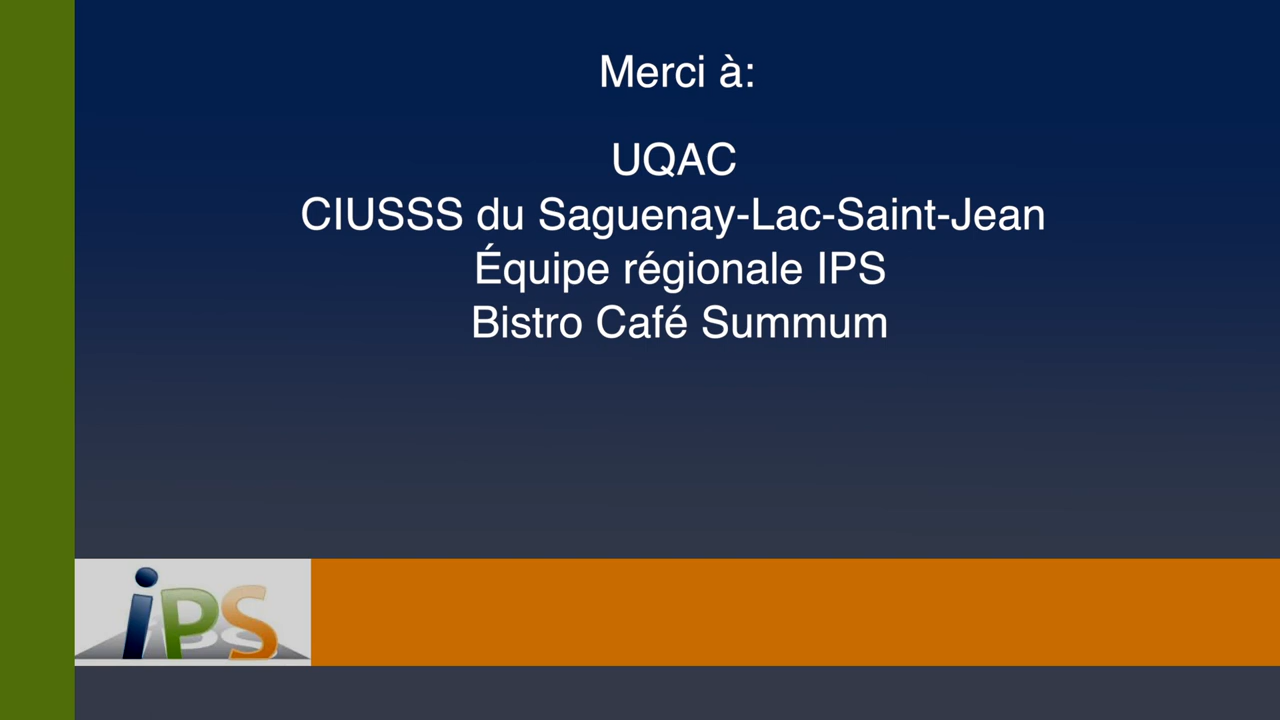 Merci à:
UQAC
CIUSSS du Saguenay-Lac-Saint-Jean
Équipe régionale IPS
Bistro Café Summum
iPS